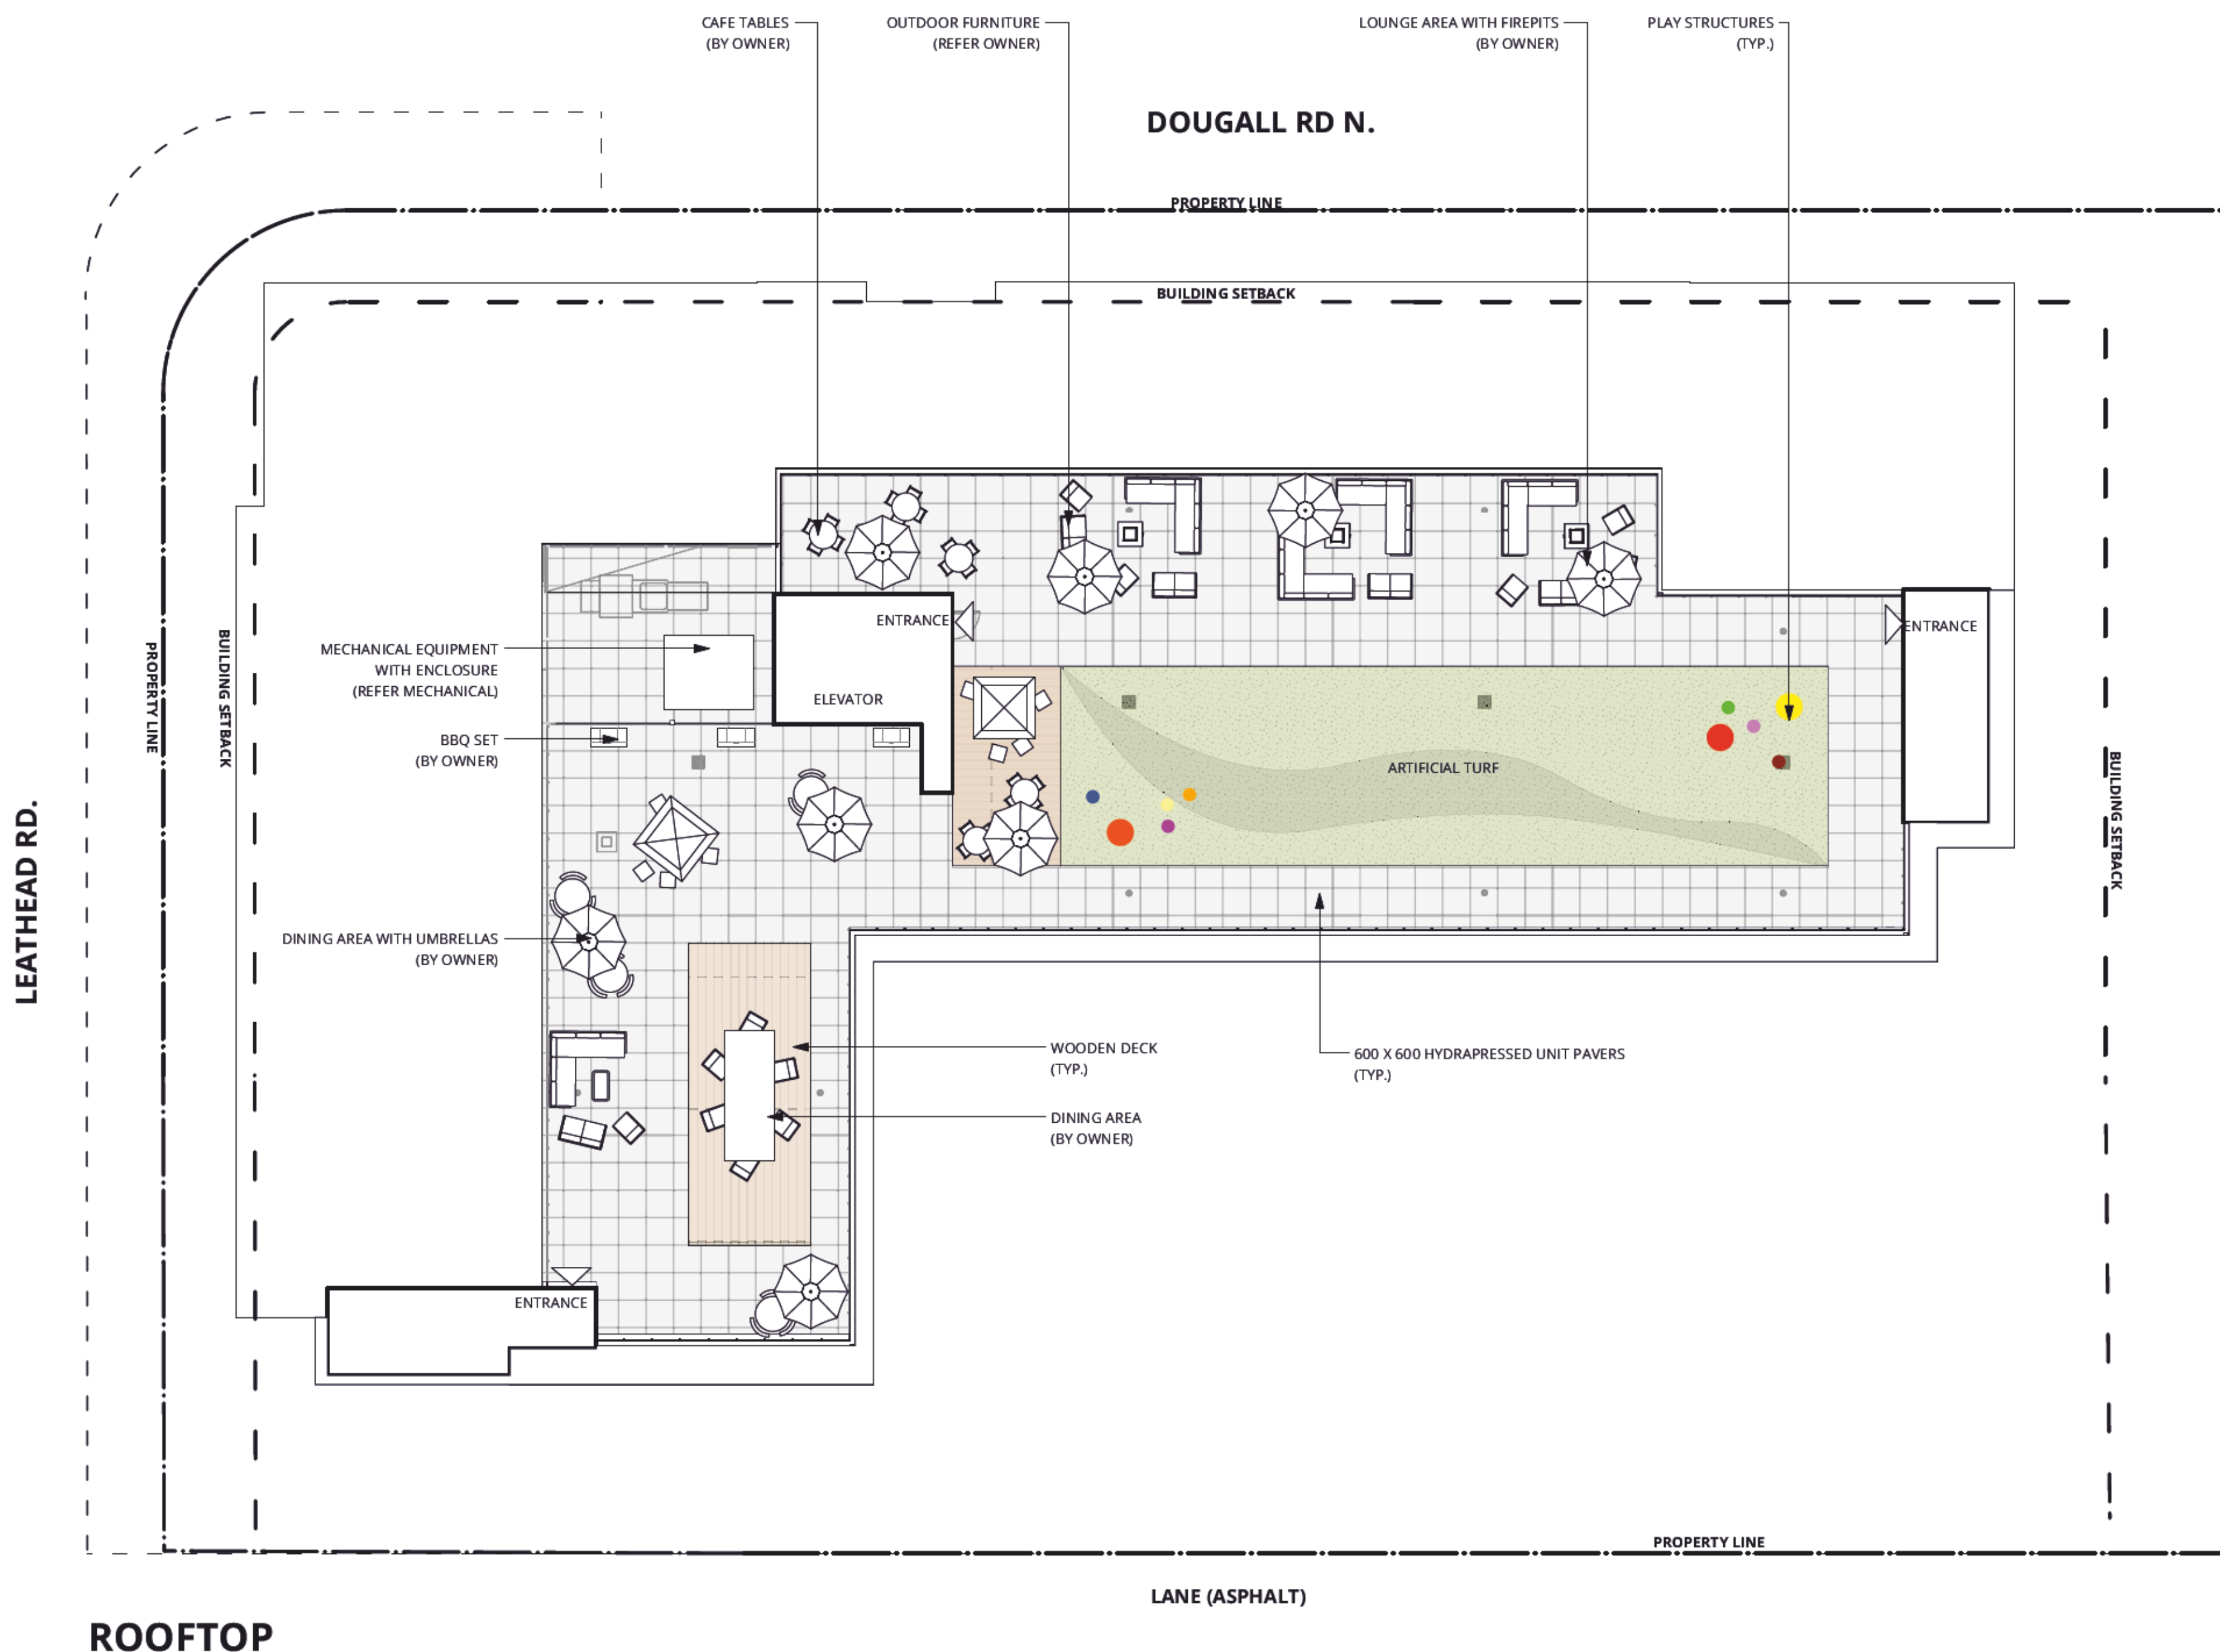 CAFE TABLES
(BY OWNER)
OUTDOOR FURNITURE
(REFER OWNER)
LOUNGE AREA WITH FIREPITS
(BY OWNER)
PLAY STRUCTURES
(TYP.)
DOUGALL RD N.
PROPERTY LINE
BUILDING SETBACK
ENTRANCE
ENTRANCE
MECHANICAL EQUIPMENT
WITH ENCLOSURE
(REFER MECHANICAL)
PROPERTY LINE
BUILDING SETBACK
ELEVATOR
BBQ SET
(BY OWNER)
ARTIFICIAL TURF
BUILDING SETBACK
LEATHEAD RD.
DINING AREA WITH UMBRELLAS
(BY OWNER)
WOODEN DECK
(TYP.)
600 X 600 HYDRAPRESSED UNIT PAVERS
(TYP.)
DINING AREA
(BY OWNER)
ENTRANCE
PROPERTY LINE
LANE (ASPHALT)
ROOFTOP